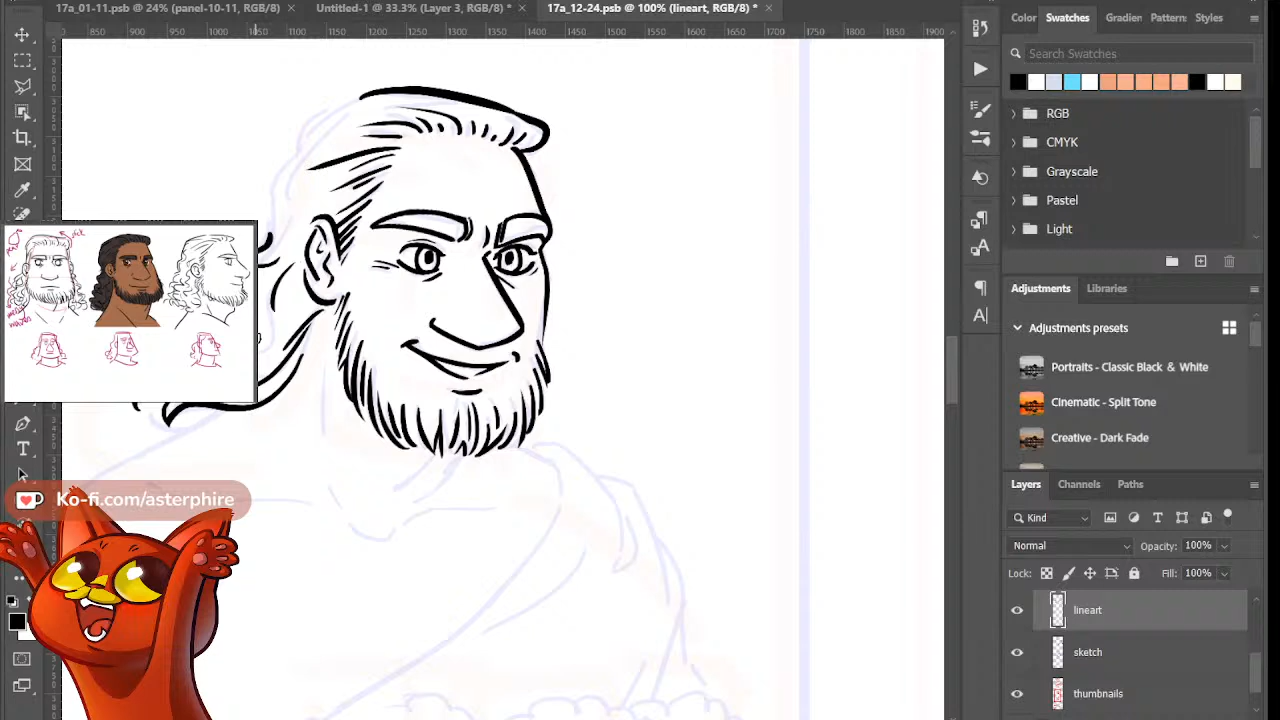 17a_01-11.psb @ 24% (panel-10-11, RGB/8)
Untitled-1 @ 33.3% (Layer 3, RGB/8) *
17a_12-24.psb @ 100% (lineart, RGB/8) *
850 900 950 1000 1050 1100 1150 1200 1250 1300 1350 1400 1450 1500 1550 1600 1650 1700 1750 1800 1850 1900
Color Swatches Gradien Pattern: Styles
Search Swatches
RGB
CMYK
Grayscale
Pastel
Light
Adjustments Libraries
Adjustments presets
Portraits - Classic Black & White
Cinematic - Split Tone
Creative - Dark Fade
Layers Channels Paths
Kind
Normal Opacity: 100%
Lock: Fill: 100%
lineart
sketch
thumbnails
Ko-fi.com/asterphire